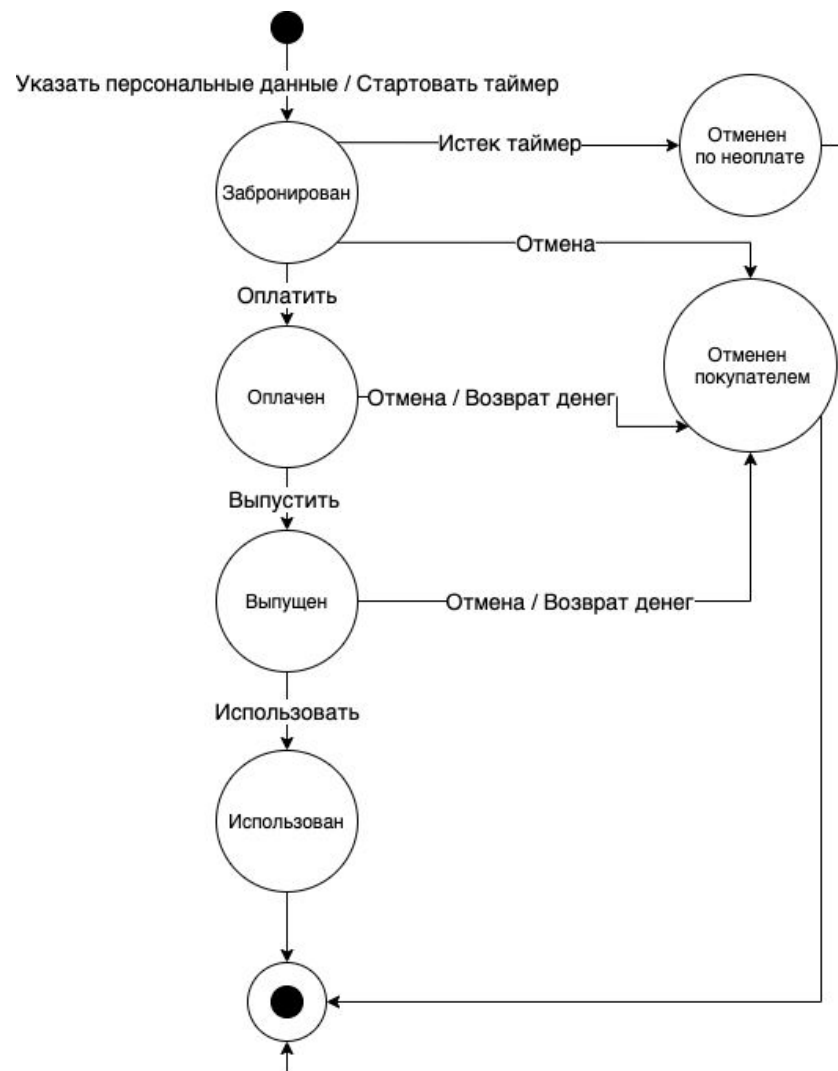 Указать персональные данные / Стартовать таймер
Истек таймер
Отменен
по неоплате
Забронирован
Отмена
Оплатить
Отменен
покупателем
Оплачен
Отмена / Возврат денег
Выпустить
Выпущен
Отмена / Возврат денег
Использовать
Использован